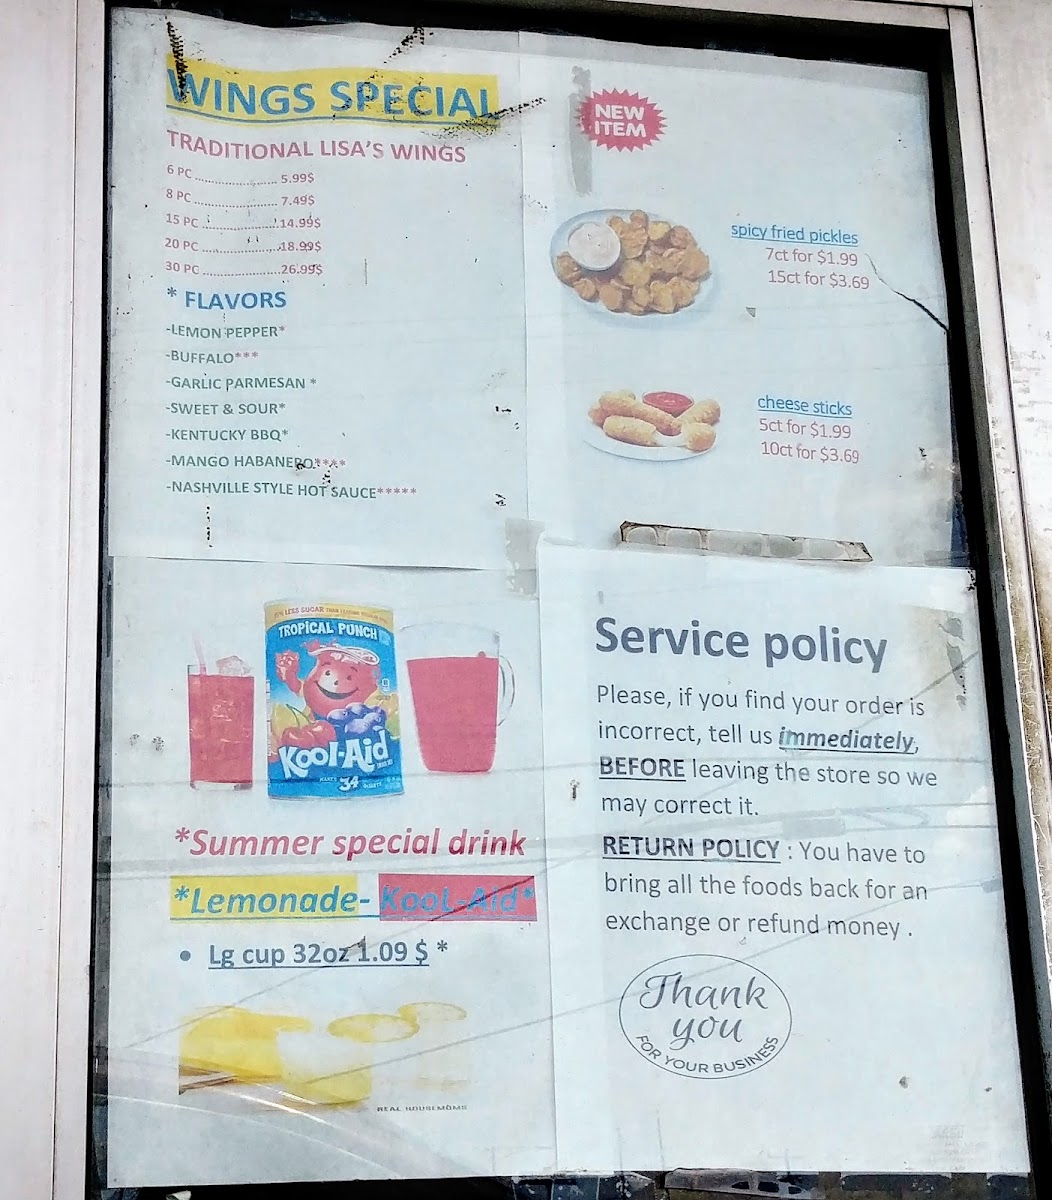 WINGS SPECIAL
TRADITIONAL LISA'S WINGS
6 PC ........................ 5.99$
8 PC ........................ 7.49$
15 PC ......................14.99$
20 PC ......................18.99$
30 PC ......................26.99$
* FLAVORS
-LEMON PEPPER*
-BUFFALO***
-GARLIC PARMESAN *
-SWEET & SOUR*
-KENTUCKY BBQ*
-MANGO HABANERO****
-NASHVILLE STYLE HOT SAUCE*****
NEW
ITEM
spicy fried pickles
7ct for $1.99
15ct for $3.69
cheese sticks
5ct for $1.99
10ct for $3.69
LESS SUGAR THAN
TROPICAL PUNCH
Kool-Aid
MAKES 34 QUARTS
*Summer special drink
*Lemonade- KooL-Aid*
• Lg cup 32oz 1.09 $ *
REAL HOUSEMOMS
Service policy
Please, if you find your order is
incorrect, tell us immediately,
BEFORE leaving the store so we
may correct it.
RETURN POLICY : You have to
bring all the foods back for an
exchange or refund money .
Thank
you
FOR YOUR BUSINESS